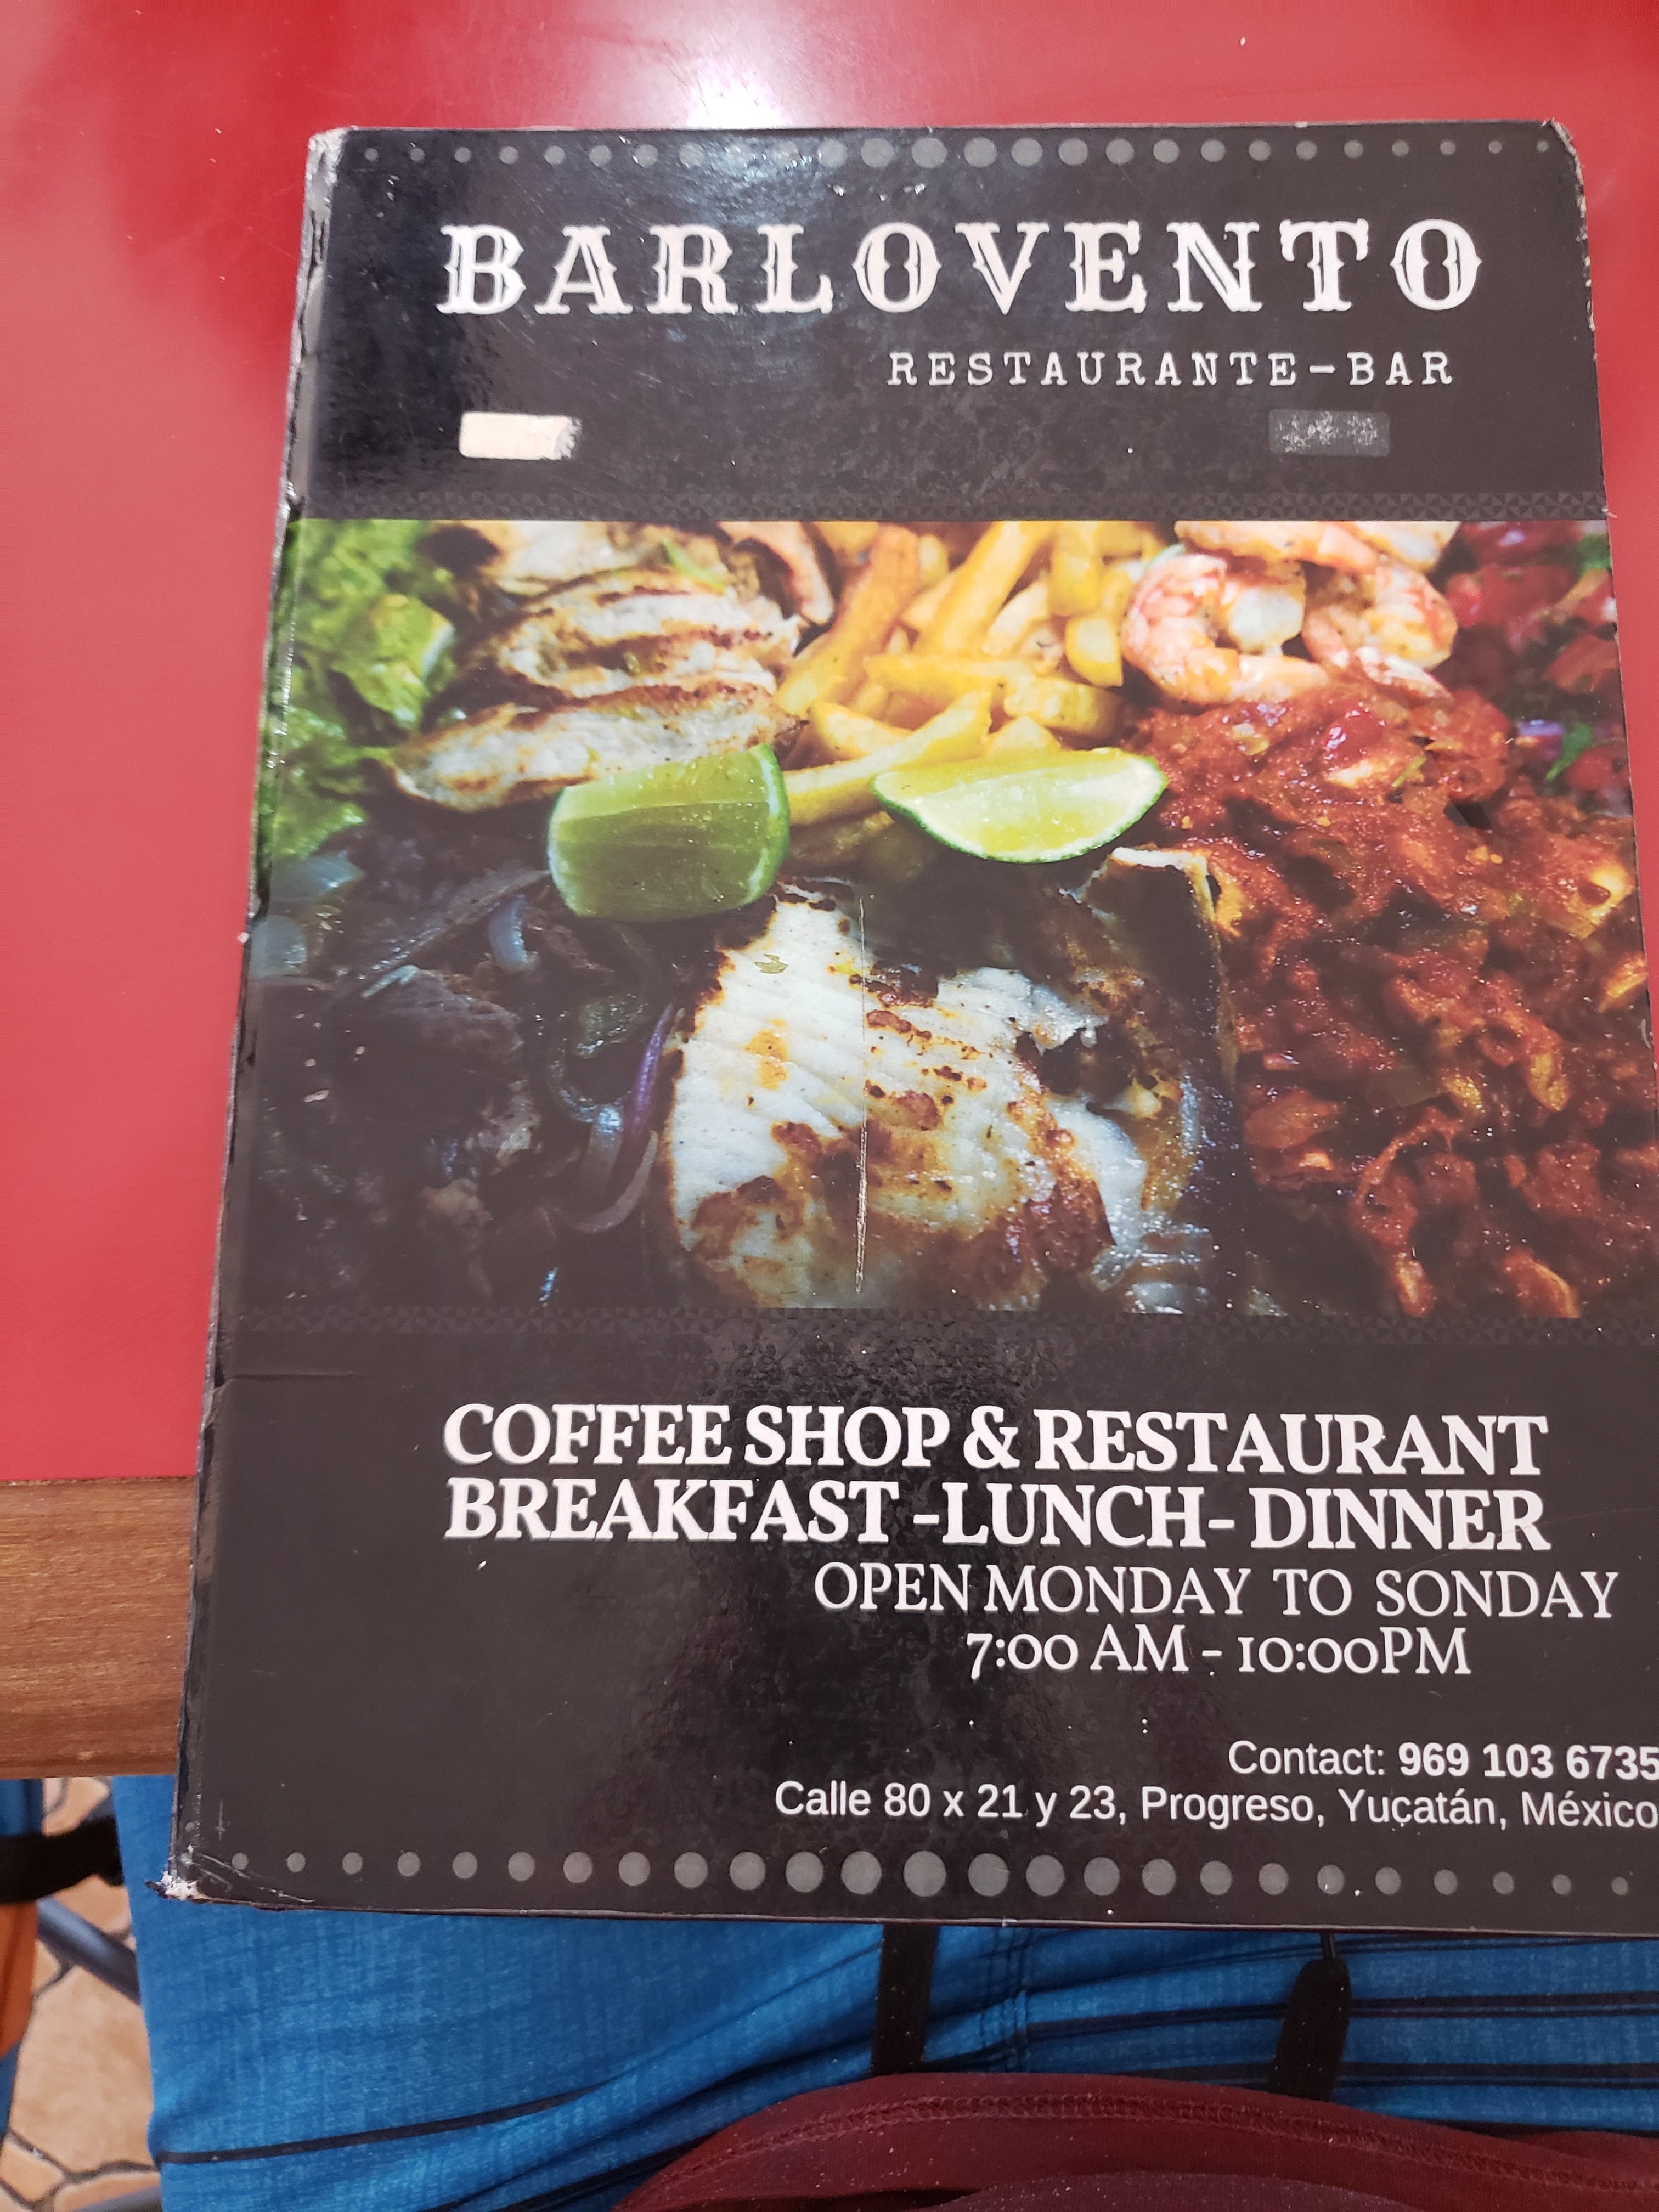 BARLOVENTO
RESTAURANTE-BAR
COFFEE SHOP & RESTAURANT
BREAKFAST -LUNCH- DINNER
OPEN MONDAY TO SONDAY
7:00 AM - 10:00PM
Contact: 969 103 6735
Calle 80 x 21 y 23, Progreso, Yucatán, México